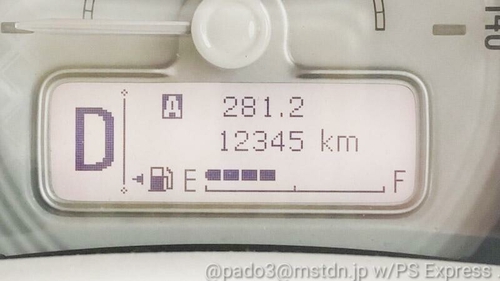 140
D
A 281.2
12345 km
E F
@pado3@mstdn.jp w/PS Express